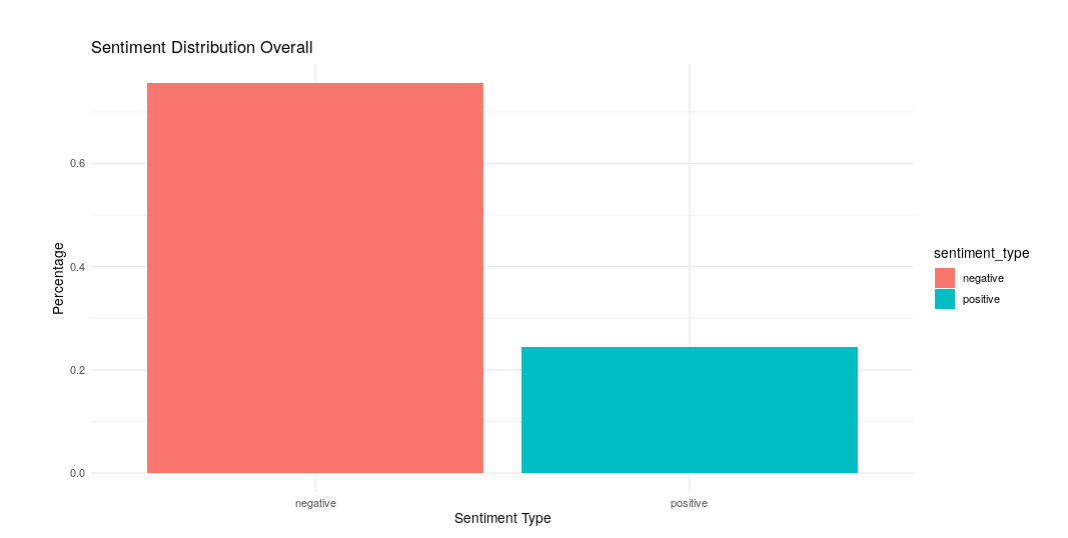 Sentiment Distribution Overall
Percentage
0.6
0.4
0.2
0.0
negative
positive
Sentiment Type
sentiment_type
negative
positive